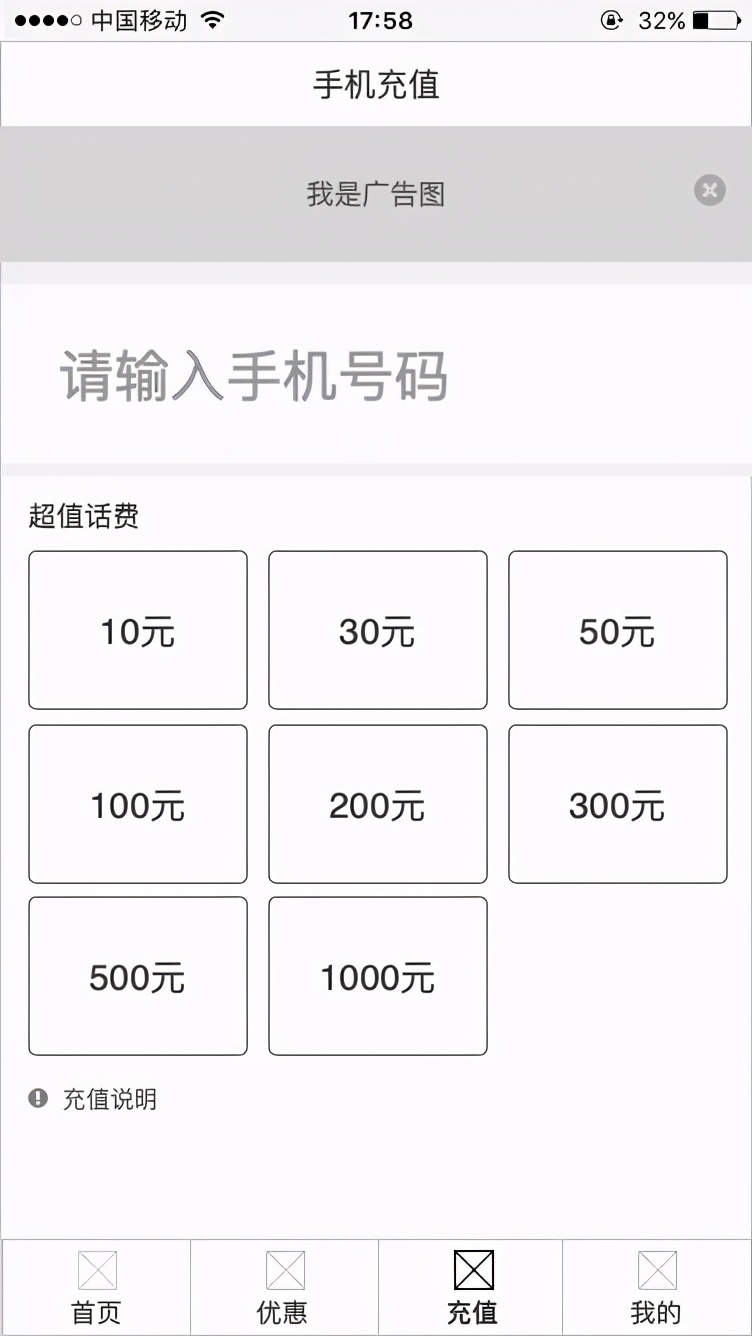 中国移动 17:58 32%
手机充值
我是广告图
请输入手机号码
超值话费
10元 30元 50元
100元 200元 300元
500元 1000元
充值说明
首页 优惠 充值 我的